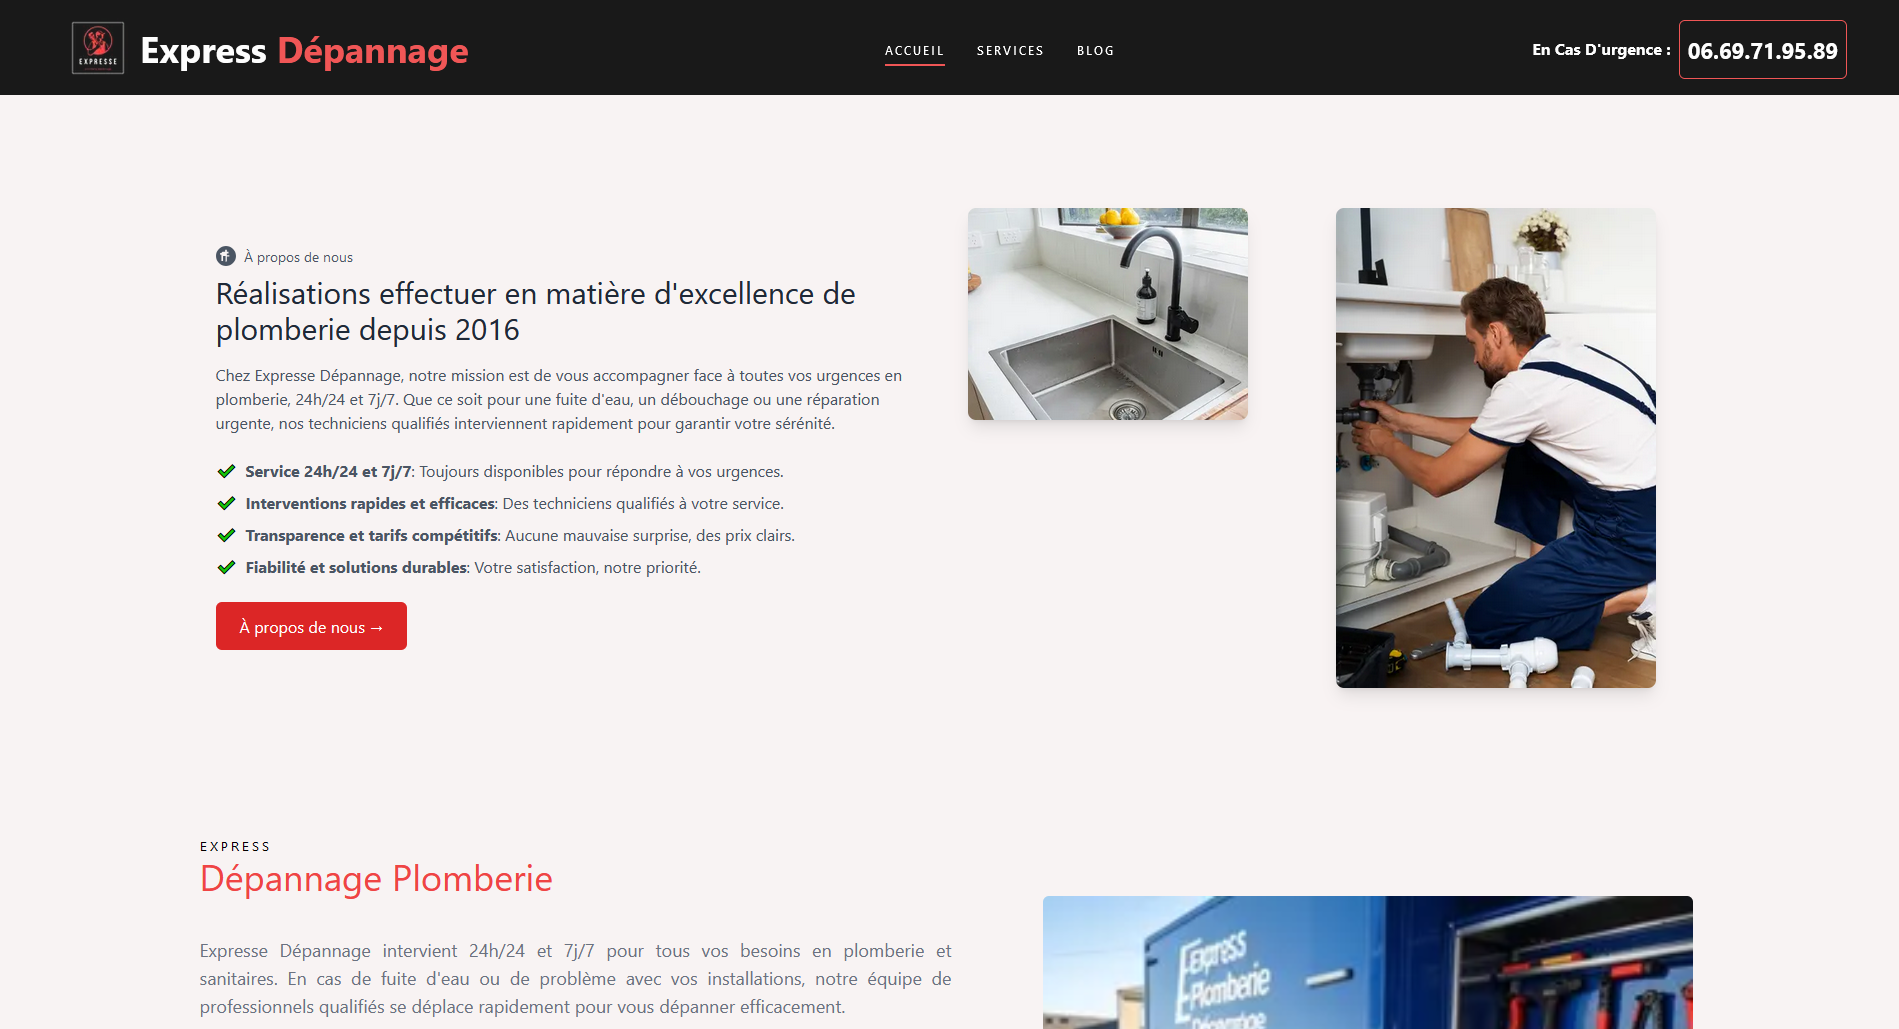 EXPRESSE
Express Dépannage
ACCUEIL
SERVICES
BLOG
En Cas D'urgence :
06.69.71.95.89
À propos de nous
Réalisations effectuer en matière d'excellence de
plomberie depuis 2016
Chez Expresse Dépannage, notre mission est de vous accompagner face à toutes vos urgences en
plomberie, 24h/24 et 7j/7. Que ce soit pour une fuite d'eau, un débouchage ou une réparation
urgente, nos techniciens qualifiés interviennent rapidement pour garantir votre sérénité.
Service 24h/24 et 7j/7: Toujours disponibles pour répondre à vos urgences.
Interventions rapides et efficaces: Des techniciens qualifiés à votre service.
Transparence et tarifs compétitifs: Aucune mauvaise surprise, des prix clairs.
Fiabilité et solutions durables: Votre satisfaction, notre priorité.
À propos de nous →
EXPRESS
Dépannage Plomberie
Expresse Dépannage intervient 24h/24 et 7j/7 pour tous vos besoins en plomberie et
sanitaires. En cas de fuite d'eau ou de problème avec vos installations, notre équipe de
professionnels qualifiés se déplace rapidement pour vous dépanner efficacement.
Express
Plomberie